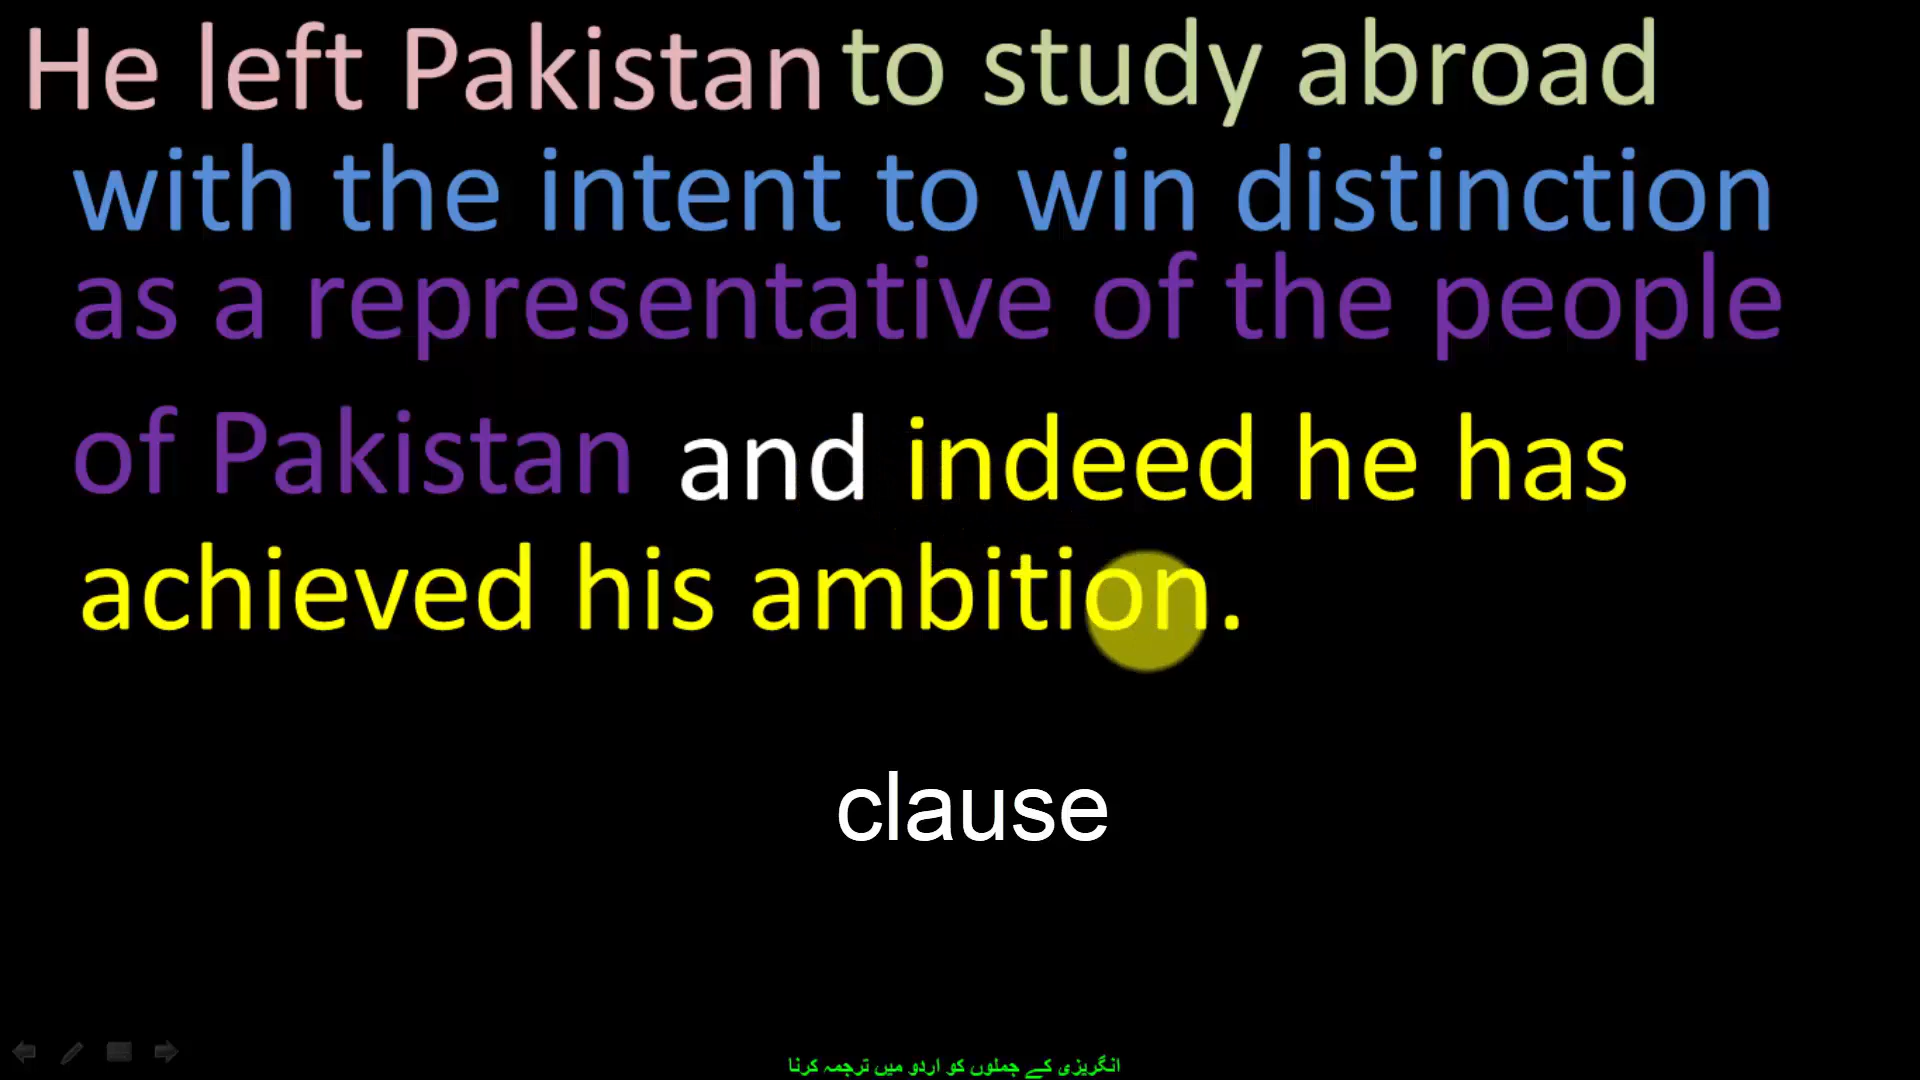 He left Pakistan to study abroad
with the intent to win distinction
as a representative of the people
of Pakistan and indeed he has
achieved his ambition.
clause
انگریزی کے جملوں کو اردو میں ترجمہ کرنا